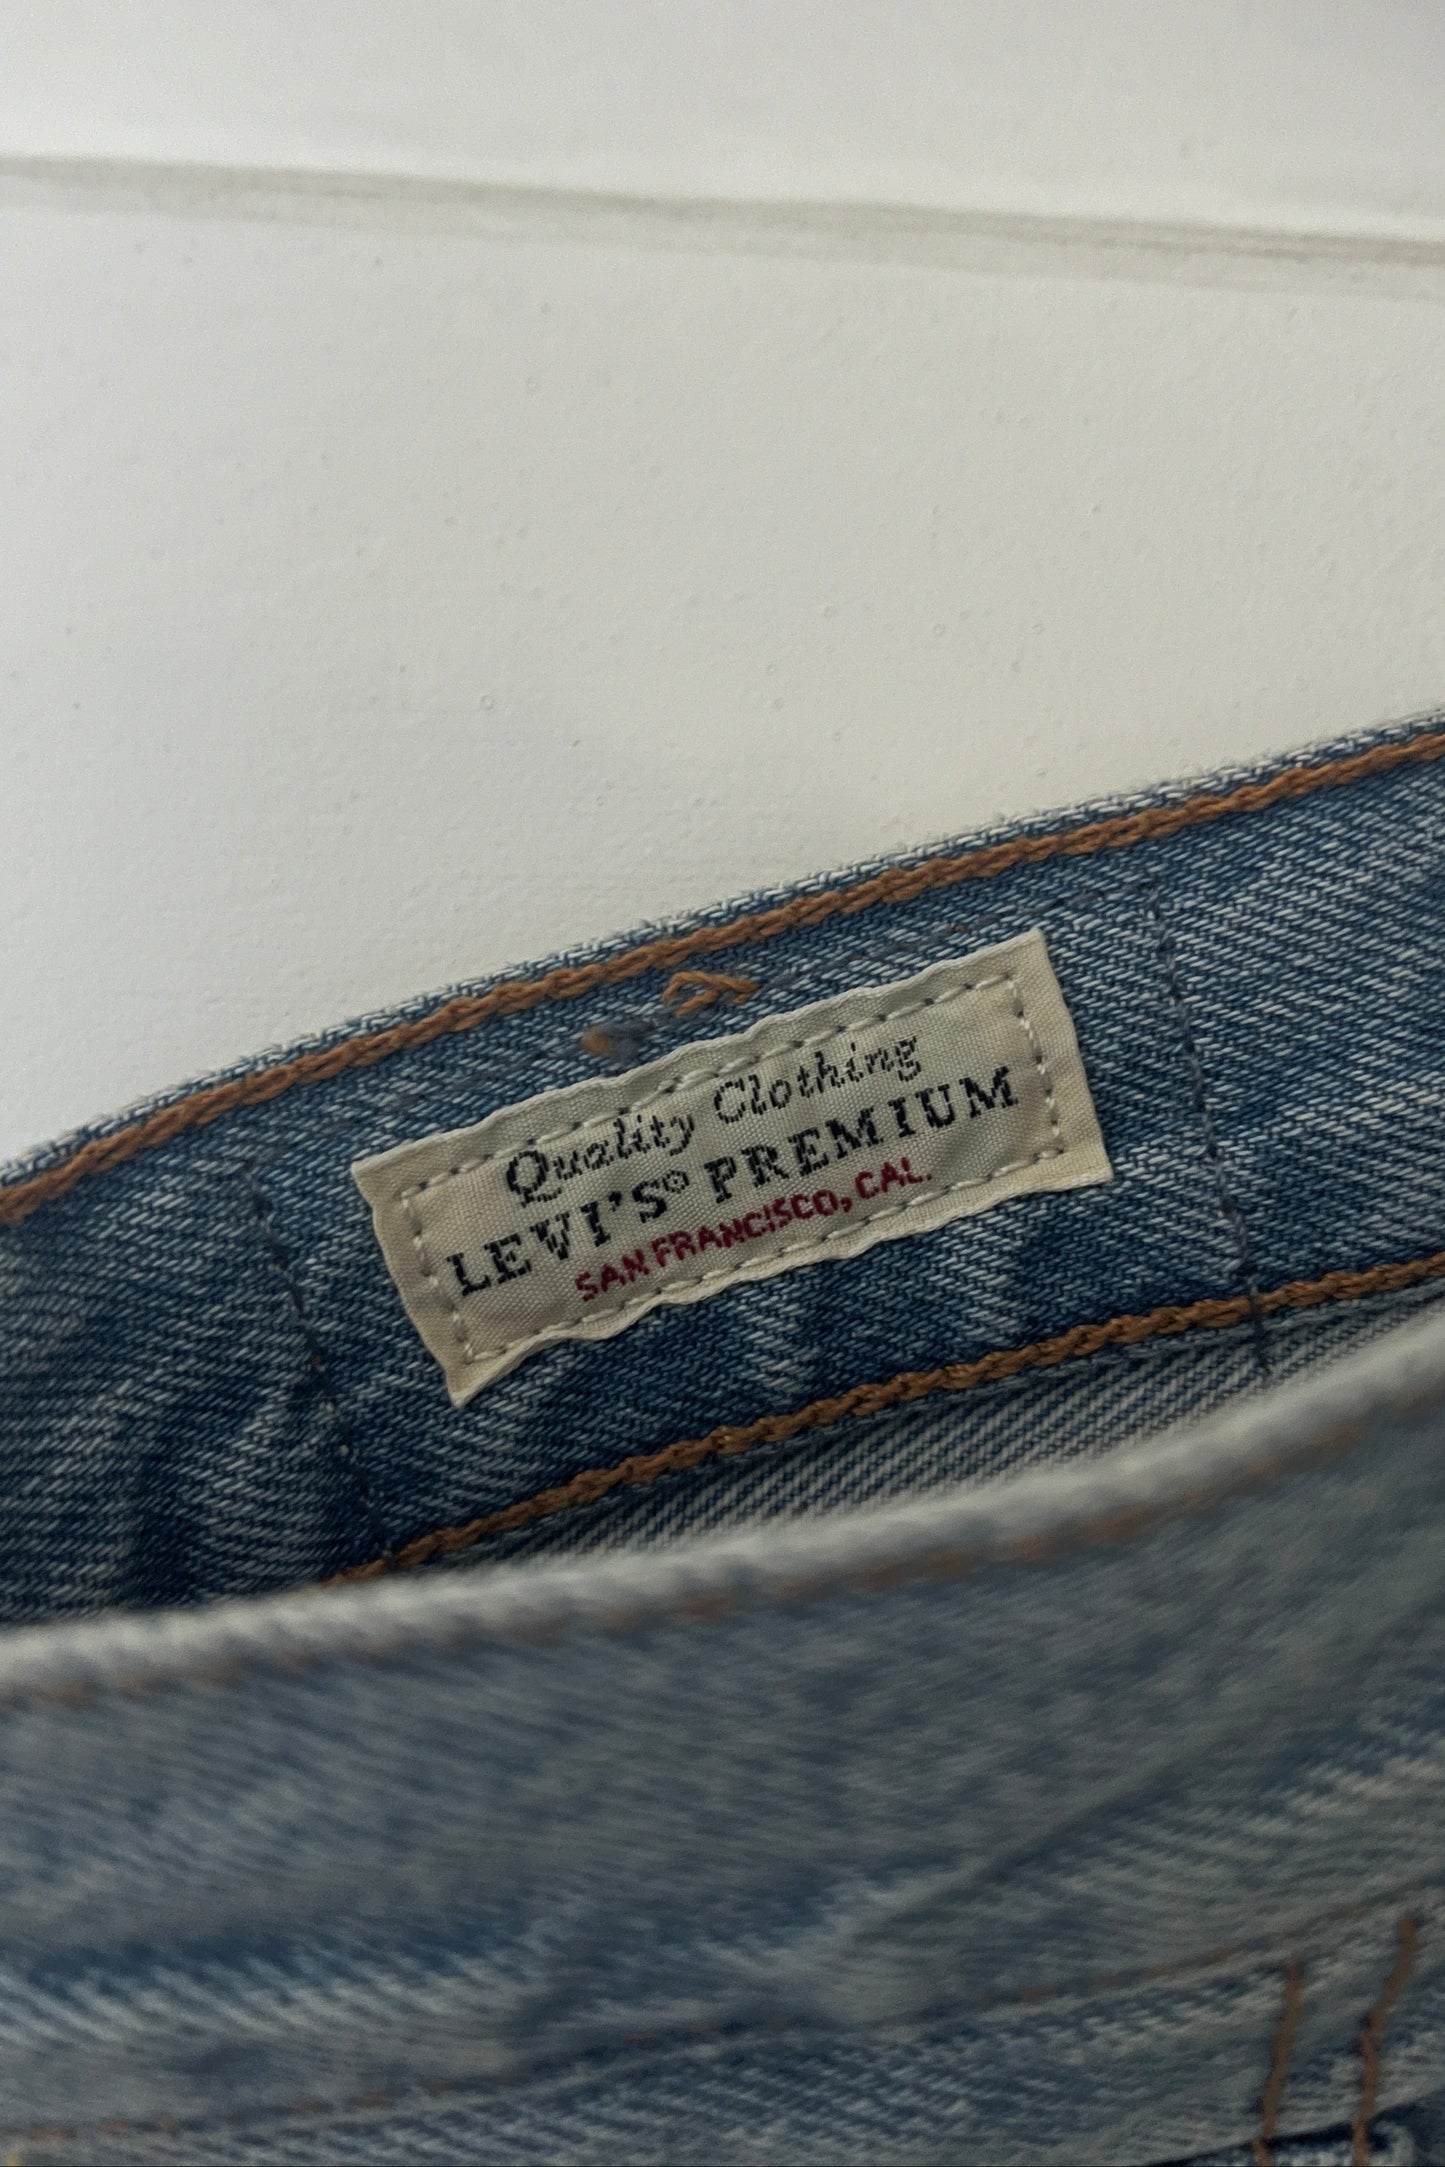 Quality Clothing
LEVI'S® PREMIUM
SAN FRANCISCO, CAL.